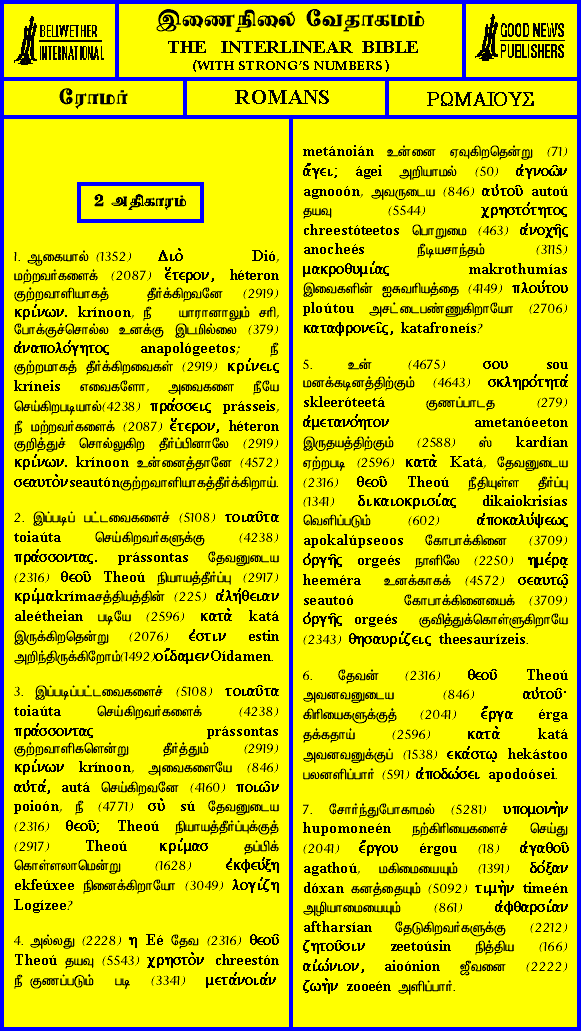 BELLWETHER
INTERNATIONAL
இணைநிலை வேதாகமம்
THE INTERLINEAR BIBLE
(WITH STRONG'S NUMBERS)
GOOD NEWS
PUBLISHERS
ரோமர்
ROMANS
ΡΩΜΑΙΟΥΣ
2 அதிகாரம்
1. ஆகையால் (1352) Διὸ Dió,
மற்றவர்களைக் (2087) ἕτερον, héteron
குற்றவாளியாகத் தீர்க்கிறவனே (2919)
κρίνων. krínoon, நீ யாரானாலும் சரி,
போக்குச்சொல்ல உனக்கு இடமில்லை (379)
ἀναπολόγητος anapológeetos; நீ
குற்றமாகத் தீர்க்கிறவைகள் (2919) κρίνεις
kríneis எவைகளோ, அவைகளை நீயே
செய்கிறபடியால்(4238) πράσσεις prásseis,
நீ மற்றவர்களைக் (2087) ἕτερον, héteron
குறித்துச் சொல்லுகிற தீர்ப்பினாலே (2919)
κρίνων. krínoon உன்னைத்தானே (4572)
σεαυτὸν seautónகுற்றவாளியாகத்தீர்க்கிறாய்.
2. இப்படிப் பட்டவைகளைச் (5108) τοιαῦτα
toiaúta செய்கிறவர்களுக்கு (4238)
πράσσοντας. prássontas தேவனுடைய
(2316) θεοῦ Theoú நியாயத்தீர்ப்பு (2917)
κρίμα krímaசத்தியத்தின் (225) ἀλήθειαν
aleétheian படியே (2596) κατὰ katá
இருக்கிறதென்று (2076) ἐστιν estin
அறிந்திருக்கிறோம்(1492)οἴδαμεν Oídamen.
3. இப்படிப்பட்டவைகளைச் (5108) τοιαῦτα
toiaúta செய்கிறவர்களைக் (4238)
πράσσοντας prássontas
குற்றவாளிகளென்று தீர்த்தும் (2919)
κρίνων krínoon, அவைகளையே (846)
αὐτά, autá செய்கிறவனே (4160) ποιῶν
poioón, நீ (4771) σὺ sú தேவனுடைய
(2316) θεοῦ; Theoú நியாயத்தீர்ப்புக்குத்
(2917) Theoú κρίμασ தப்பிக்
கொள்ளலாமென்று (1628) ἐκφεύξη
ekfeúxee நினைக்கிறாயோ (3049) λογίζη
Logízee?
4. அல்லது (2228) η Eé தேவ (2316) θεοῦ
Theoú தயவு (5543) χρηστὸν chreestón
நீ குணப்படும் படி (3341) μετάνοιάν
metánoián உன்னை ஏவுகிறதென்று (71)
ἄγει; ágei அறியாமல் (50) ἀγνοῶν
agnooón, அவருடைய (846) αὐτοῦ autoú
தயவு (5544) χρηστότητος
chreestóteetos பொறுமை (463) ἀνοχῆς
anocheés நீடியசாந்தம் (3115)
μακροθυμίας makrothumías
இவைகளின் ஐசுவரியத்தை (4149) πλούτου
ploútou அசட்டைபண்ணுகிறாயோ (2706)
καταφρονεῖς, katafroneís?
5. உன் (4675) σου sou
மனக்கடினத்திற்கும் (4643) σκληρότητά
skleeróteetá குணப்பாடத (279)
ἀμετανόητον ametanóeeton
இருதயத்திற்கும் (2588) ஸ் kardían
ஏற்றபடி (2596) κατὰ Katá, தேவனுடைய
(2316) θεοῦ Theoú நீதியுள்ள தீர்ப்பு
(1341) δικαιοκρισίας dikaiokrisías
வெளிப்படும் (602) ἀποκαλύψεως
apokalúpseoos கோபாக்கினை (3709)
ὀργῆς orgeés நாளிலே (2250) ημέρᾳ
heeméra உனக்காகக் (4572) σεαυτῷ
seautoó கோபாக்கினையைக் (3709)
ὀργῆς orgeés குவித்துக்கொள்ளுகிறாயே
(2343) θησαυρίζεις theesaurízeis.
6. தேவன் (2316) θεοῦ Theoú
அவனவனுடைய (846) αὐτοῦ·
கிரியைகளுக்குத் (2041) ἔργα érga
தக்கதாய் (2596) κατὰ katá
அவனவனுக்குப் (1538) εκάστῳ hekástoo
பலனளிப்பார் (591) ἀποδώσει apodoósei.
7. சோர்ந்துபோகாமல் (5281) υπομονὴν
hupomoneén நற்கிரியைகளைச் செய்து
(2041) ἔργου érgou (18) ἀγαθοῦ
agathoú, மகிமையையும் (1391) δόξαν
dóxan கனத்தையும் (5092) τιμὴν timeén
அழியாமையையும் (861) ἀφθαρσίαν
aftharsían தேடுகிறவர்களுக்கு (2212)
ζητοῦσιν zeetoúsin நித்திய (166)
αἰώνιον, aioónion ஜீவனை (2222)
ζωὴν zooeén அளிப்பார்.